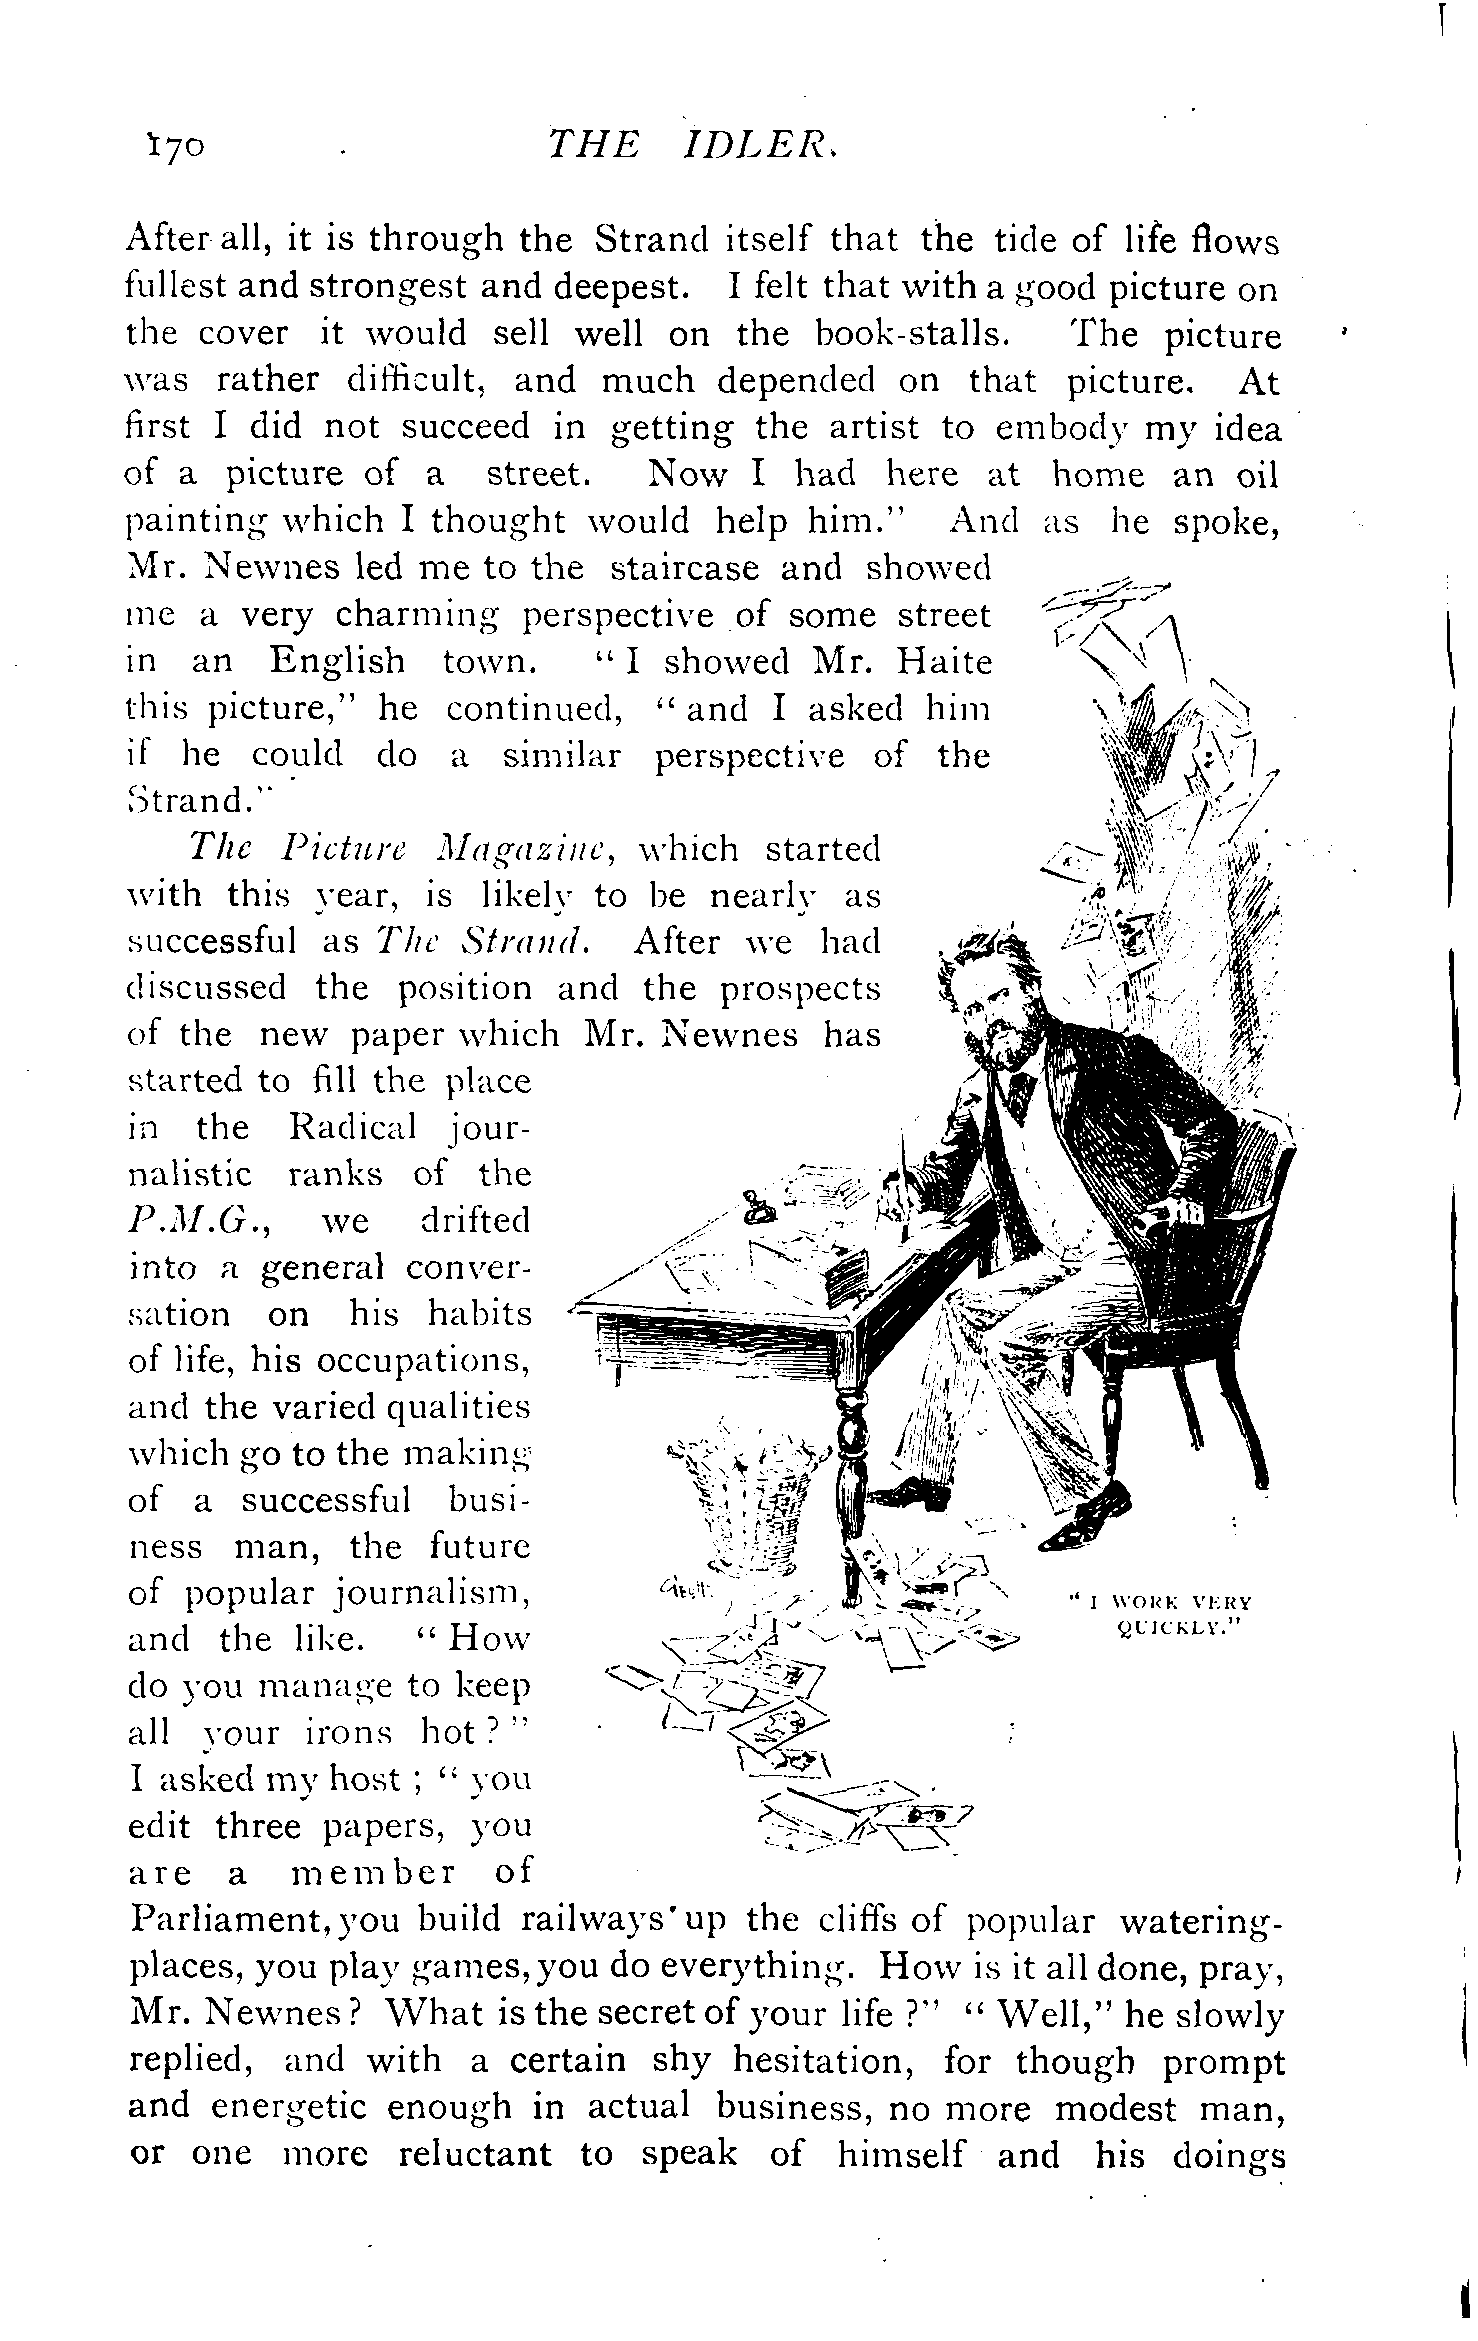 170 THE IDLER.
After all, it is through the Strand itself that the tide of life flows
fullest and strongest and deepest. I felt that with a good picture on
the cover it would sell well on the book-stalls. The picture
was rather difficult, and much depended on that picture. At
first I did not succeed in getting the artist to embody my idea
of a picture of a street. Now I had here at home an oil
painting which I thought would help him." And as he spoke,
Mr. Newnes led me to the staircase and showed
me a very charming perspective of some street
in an English town. "I showed Mr. Haite
this picture," he continued, "and I asked him
if he could do a similar perspective of the
Strand."
The Picture Magazine, which started
with this year, is likely to be nearly as
successful as The Strand. After we had
discussed the position and the prospects
of the new paper which Mr. Newnes has
started to fill the place
in the Radical jour-
nalistic ranks of the
P.M.G., we drifted
into a general conver-
sation on his habits
of life, his occupations,
and the varied qualities
which go to the making
of a successful busi-
ness man, the future
of popular journalism,
and the like. "How
do you manage to keep
all your irons hot?"
I asked my host; "you
edit three papers, you
are a member of
Parliament, you build railways up the cliffs of popular watering-
places, you play games, you do everything. How is it all done, pray,
Mr. Newnes? What is the secret of your life?" "Well," he slowly
replied, and with a certain shy hesitation, for though prompt
and energetic enough in actual business, no more modest man,
or one more reluctant to speak of himself and his doings
"I WORK VERY
QUICKLY."